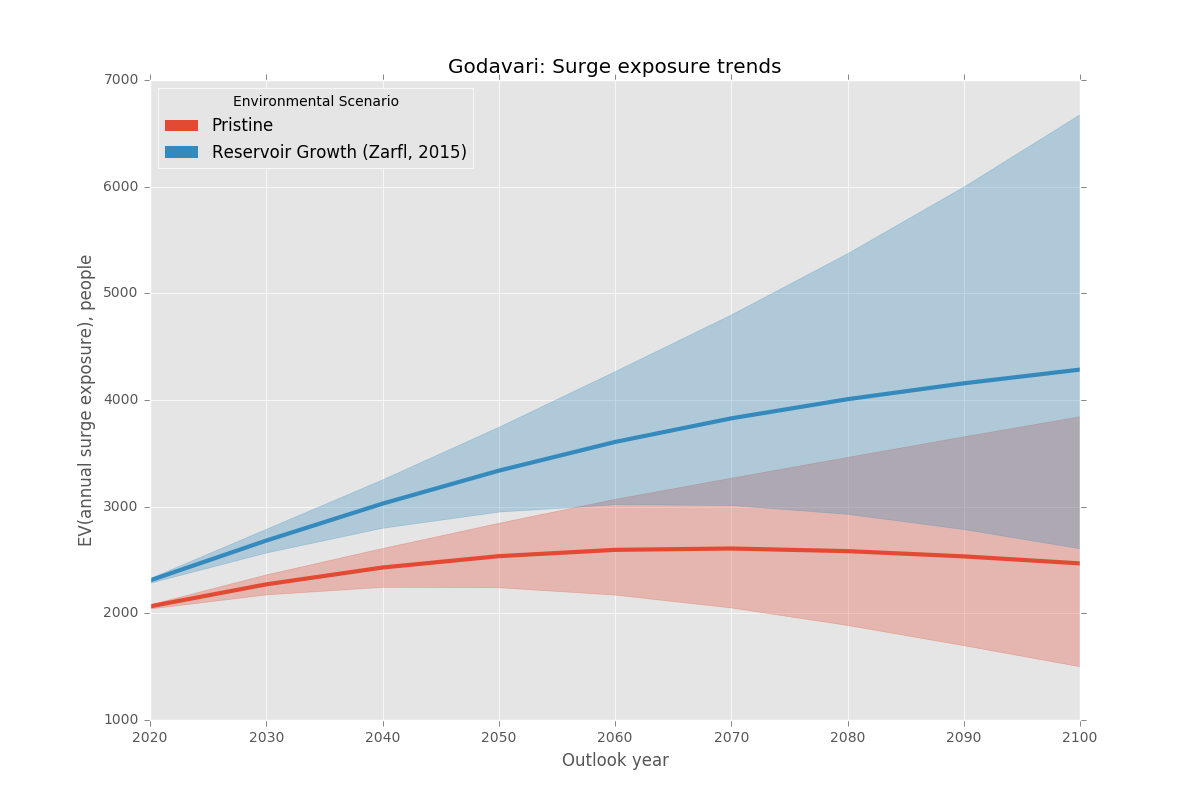 Godavari: Surge exposure trends
Environmental Scenario
Pristine
Reservoir Growth (Zarfl, 2015)
EV(annual surge exposure), people
7000
6000
5000
4000
3000
2000
1000
2020 2030 2040 2050 2060 2070 2080 2090 2100
Outlook year